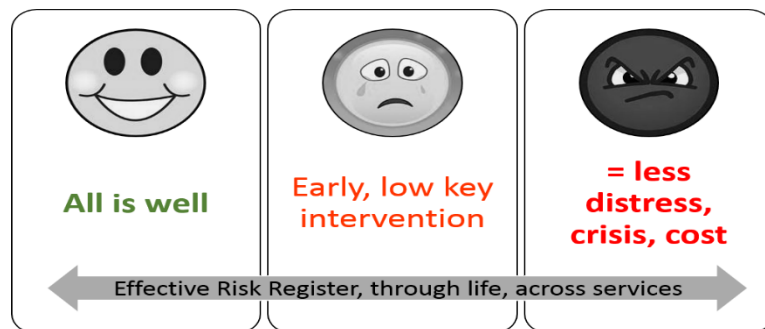 All is well
Early, low key
intervention
= less
distress,
crisis, cost
Effective Risk Register, through life, across services